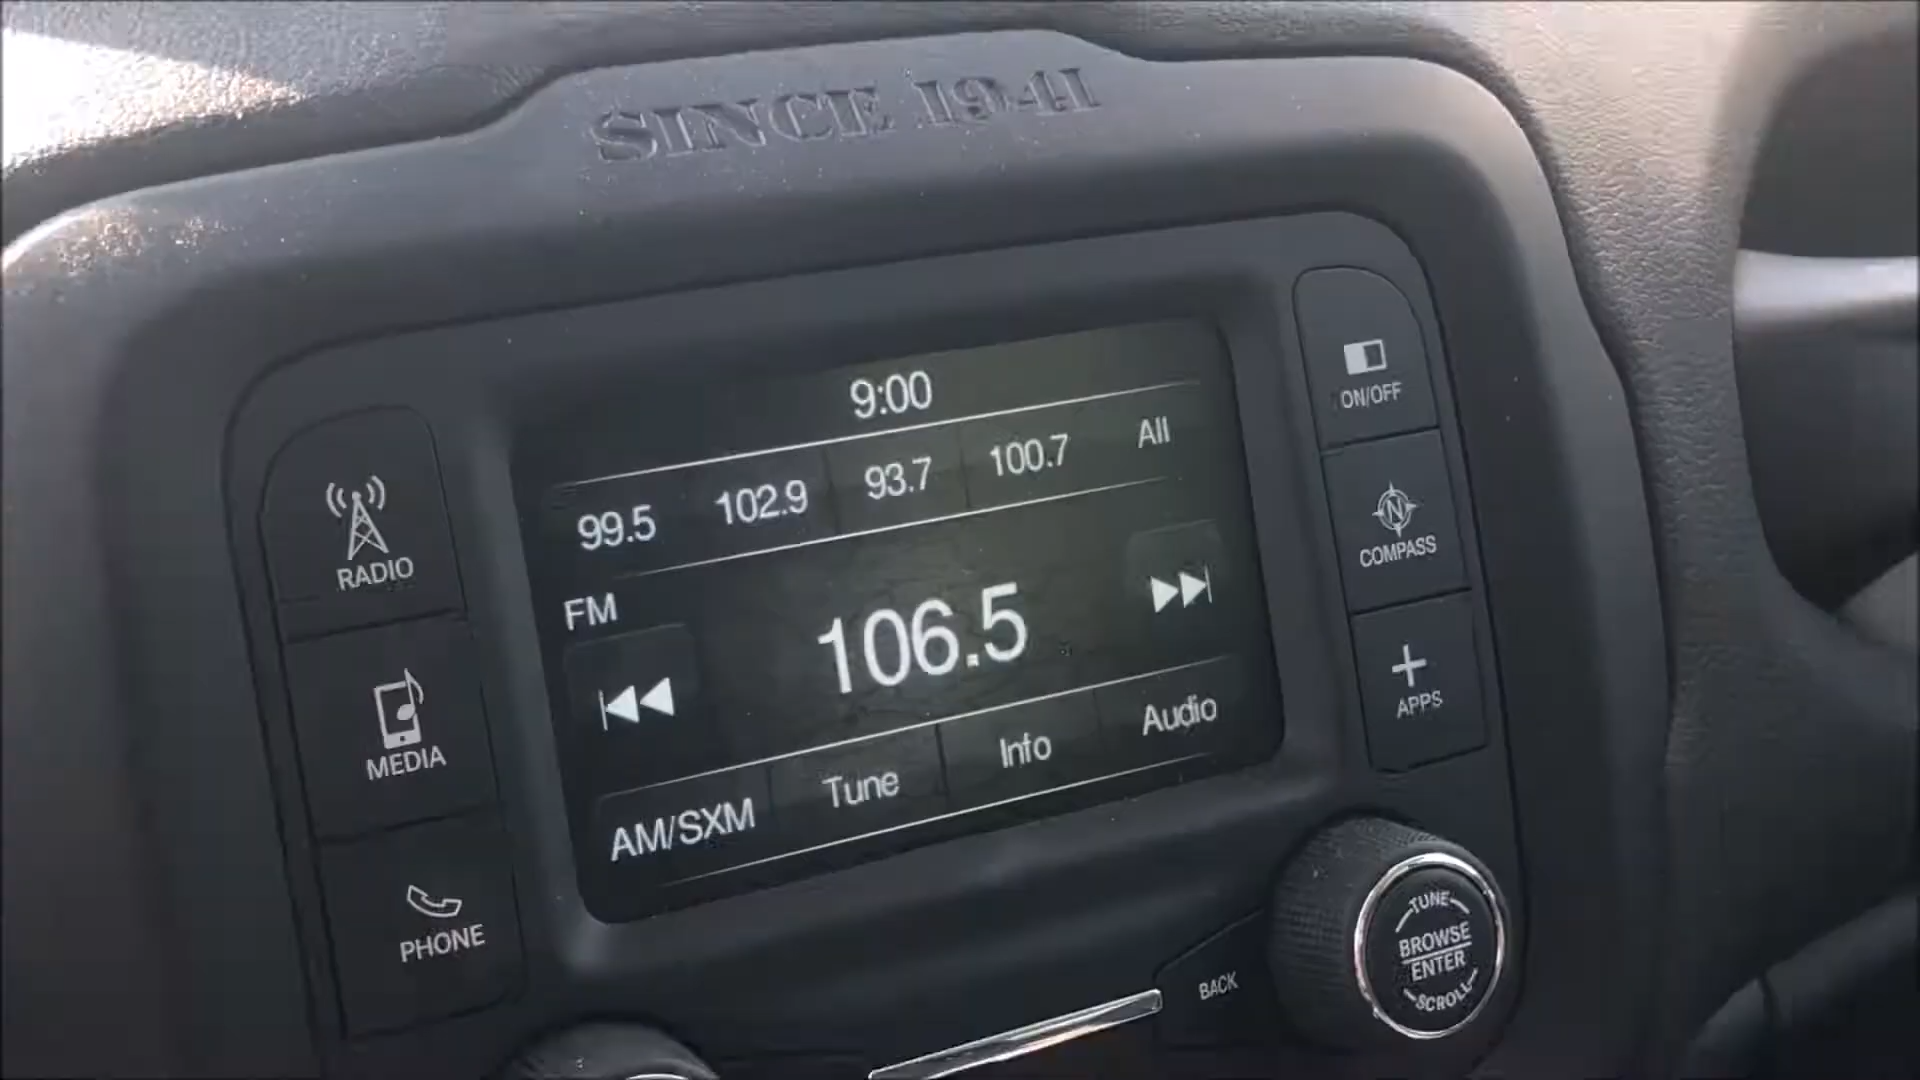 SINCE 1941
9:00
99.5 102.9 93.7 100.7 All
FM
106.5
AM/SXM Tune Info Audio
RADIO
MEDIA
PHONE
ON/OFF
N
COMPASS
APPS
BACK
TUNE
BROWSE
ENTER
SCROLL